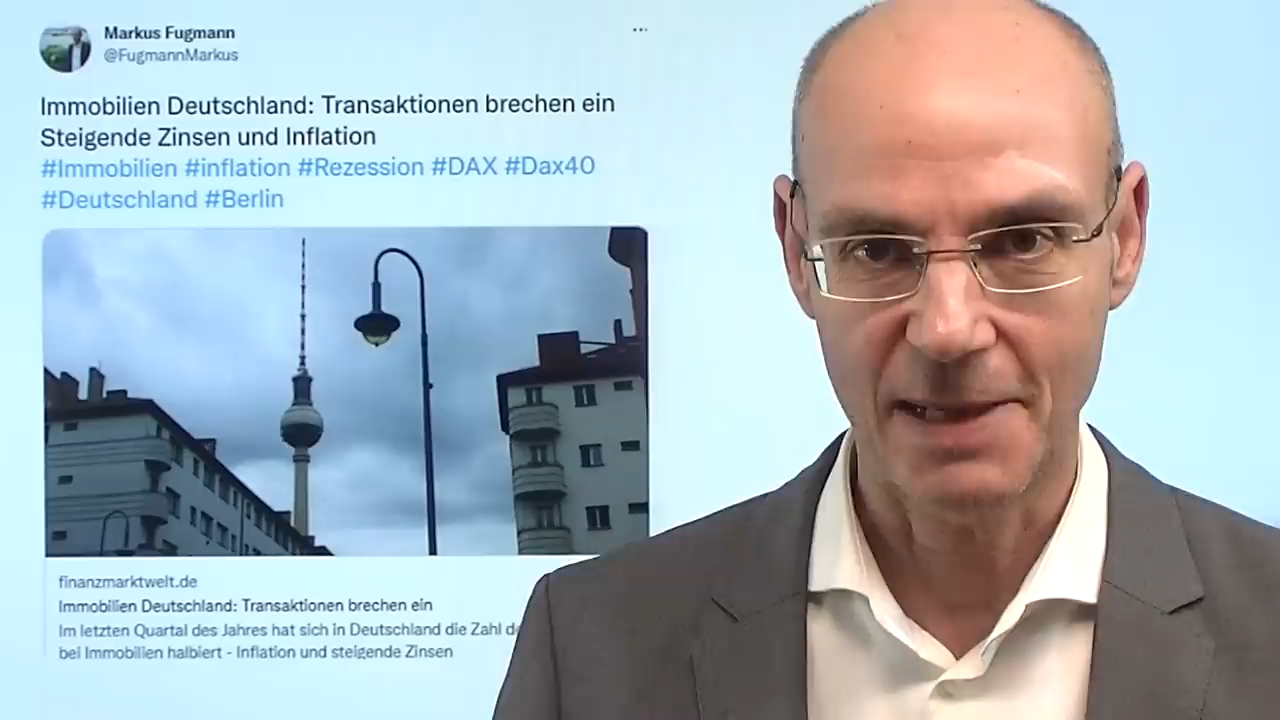 Markus Fugmann
@FugmannMarkus
Immobilien Deutschland: Transaktionen brechen ein
Steigende Zinsen und Inflation
#Immobilien #inflation #Rezession #DAX #Dax40
#Deutschland #Berlin
finanzmarktwelt.de
Immobilien Deutschland: Transaktionen brechen ein
Im letzten Quartal des Jahres hat sich in Deutschland die Zahl
bei Immobilien halbiert - Inflation und steigende Zinsen